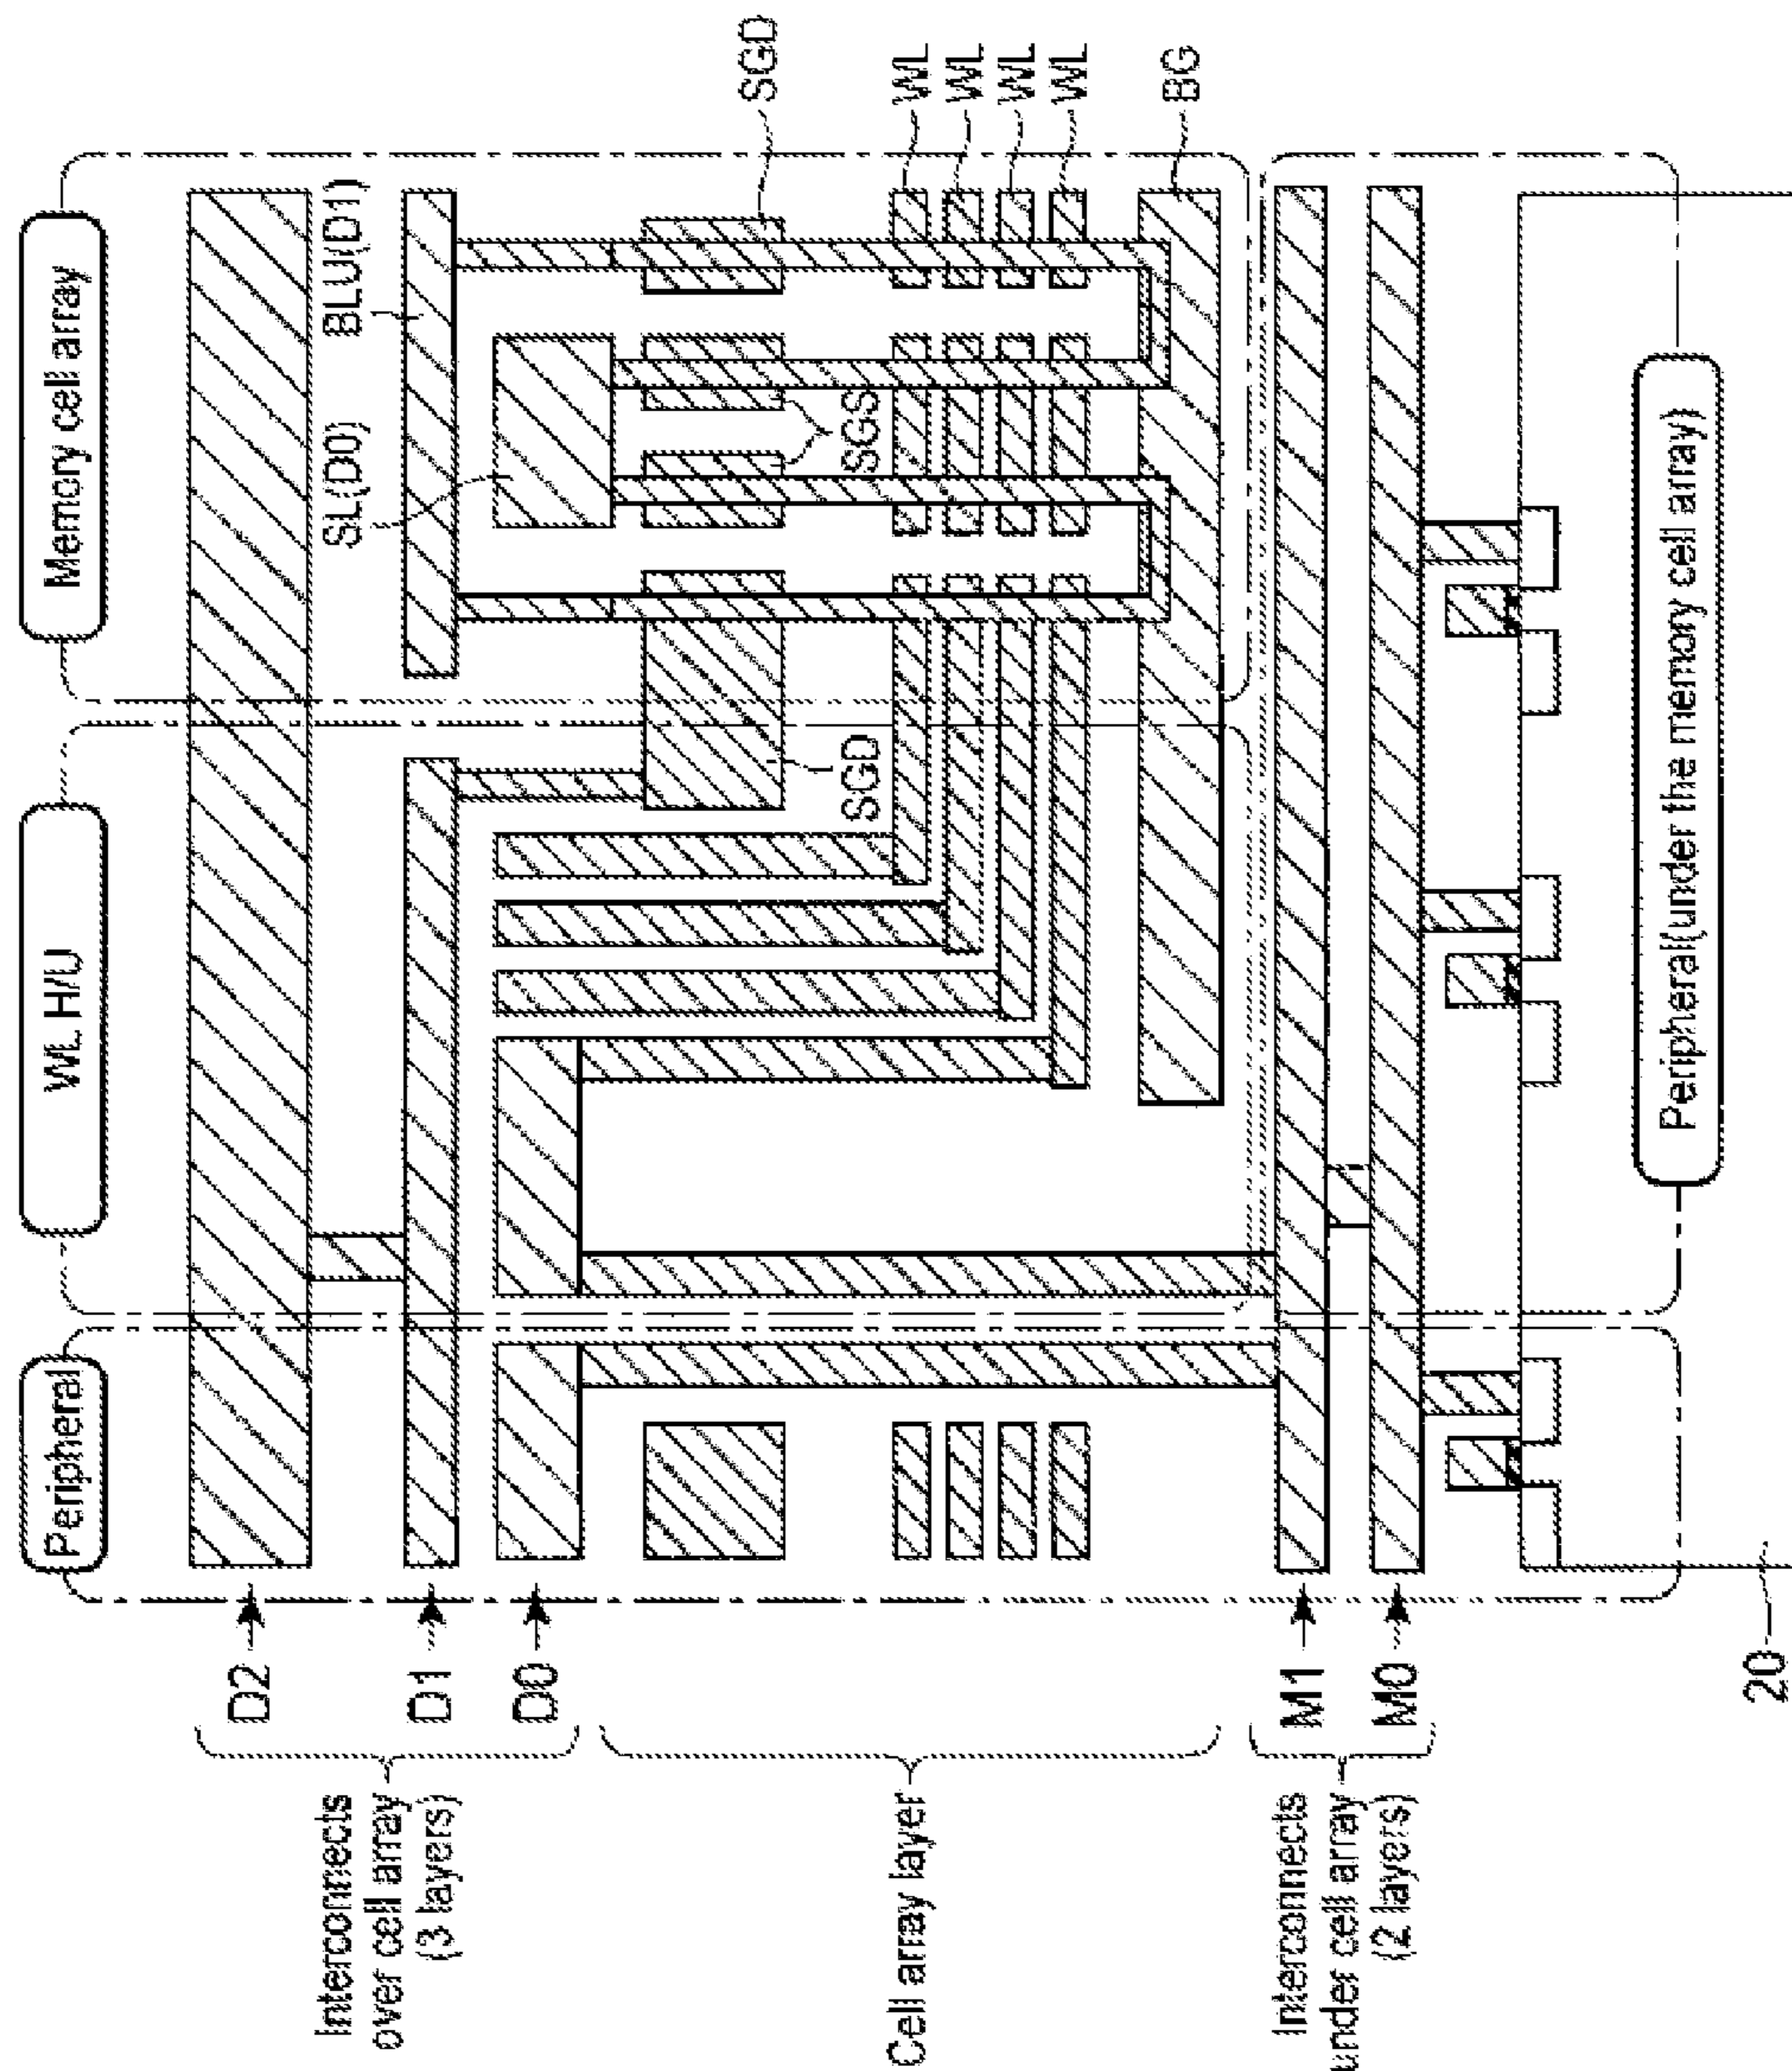 Peripheral
WL H/U
Memory cell array
D2
D1
D0
M1
M0
20
Interconnects
over cell array
(3 layers)
Cell array layer
Interconnects
under cell array
(2 layers)
SL(D0)
BLU(D1)
SGD
SGS
SGD
WL
WL
WL
WL
BG
Peripheral(under the memory cell array)